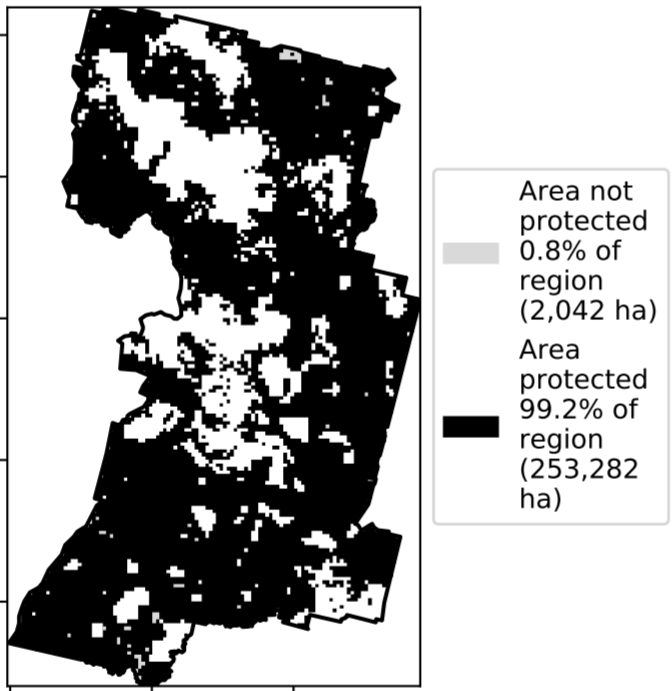 Area not
protected
0.8% of
region
(2,042 ha)
Area
protected
99.2% of
region
(253,282
ha)